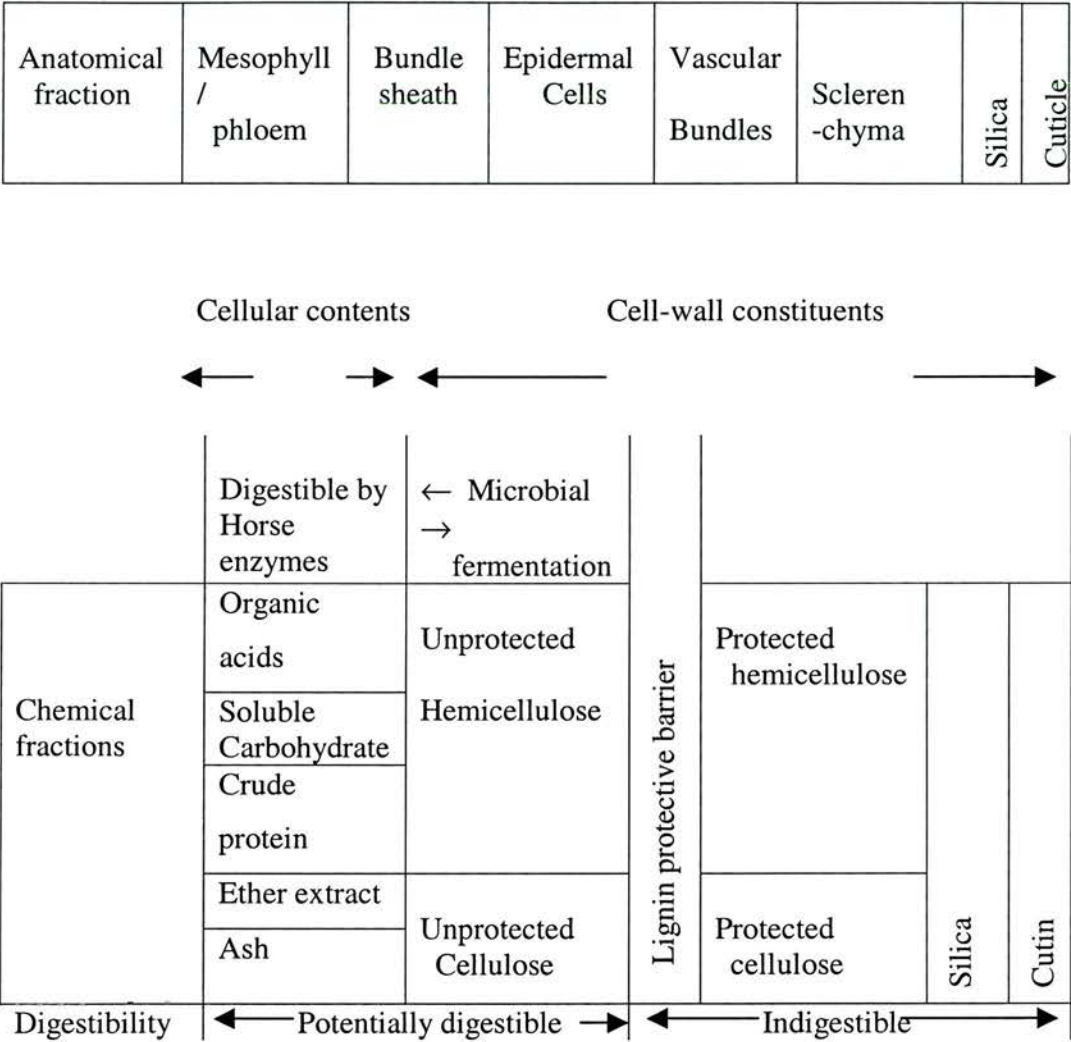 Anatomical
fraction
Mesophyll
/
phloem
Bundle
sheath
Epidermal
Cells
Vascular
Bundles
Scleren
-chyma
Silica
Cuticle
Cellular contents
Cell-wall constituents
Digestible by
Horse
enzymes
← Microbial
→
fermentation
Chemical
fractions
Organic
acids
Soluble
Carbohydrate
Crude
protein
Ether extract
Ash
Unprotected
Hemicellulose
Unprotected
Cellulose
Lignin protective barrier
Protected
hemicellulose
Protected
cellulose
Silica
Cutin
Digestibility
Potentially digestible
Indigestible